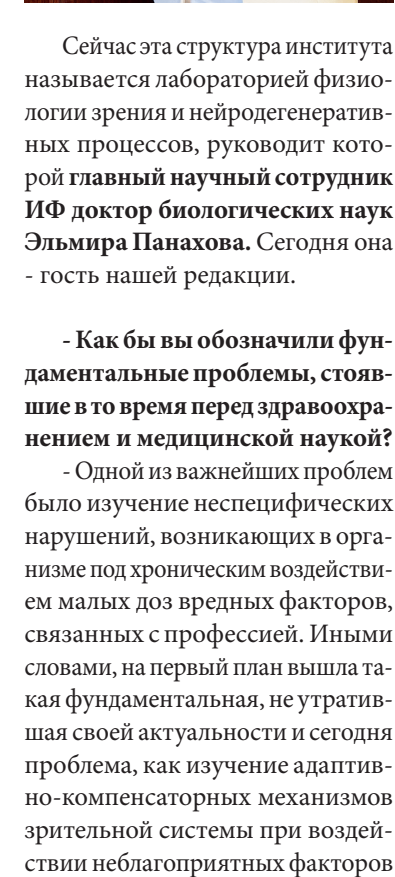 Сейчас эта структура института
называется лабораторией физио-
логии зрения и нейродегенератив-
ных процессов, руководит кото-
рой главный научный сотрудник
ИФ доктор биологических наук
Эльмира Панахова. Сегодня она
- гость нашей редакции.
- Как бы вы обозначили фун-
даментальные проблемы, стояв-
шие в то время перед здравоохра-
нением и медицинской наукой?
- Одной из важнейших проблем
было изучение неспецифических
нарушений, возникающих в орга-
низме под хроническим воздействи-
ем малых доз вредных факторов,
связанных с профессией. Иными
словами, на первый план вышла та-
кая фундаментальная, не утратив-
шая своей актуальности и сегодня
проблема, как изучение адаптив-
но-компенсаторных механизмов
зрительной системы при воздей-
ствии неблагоприятных факторов